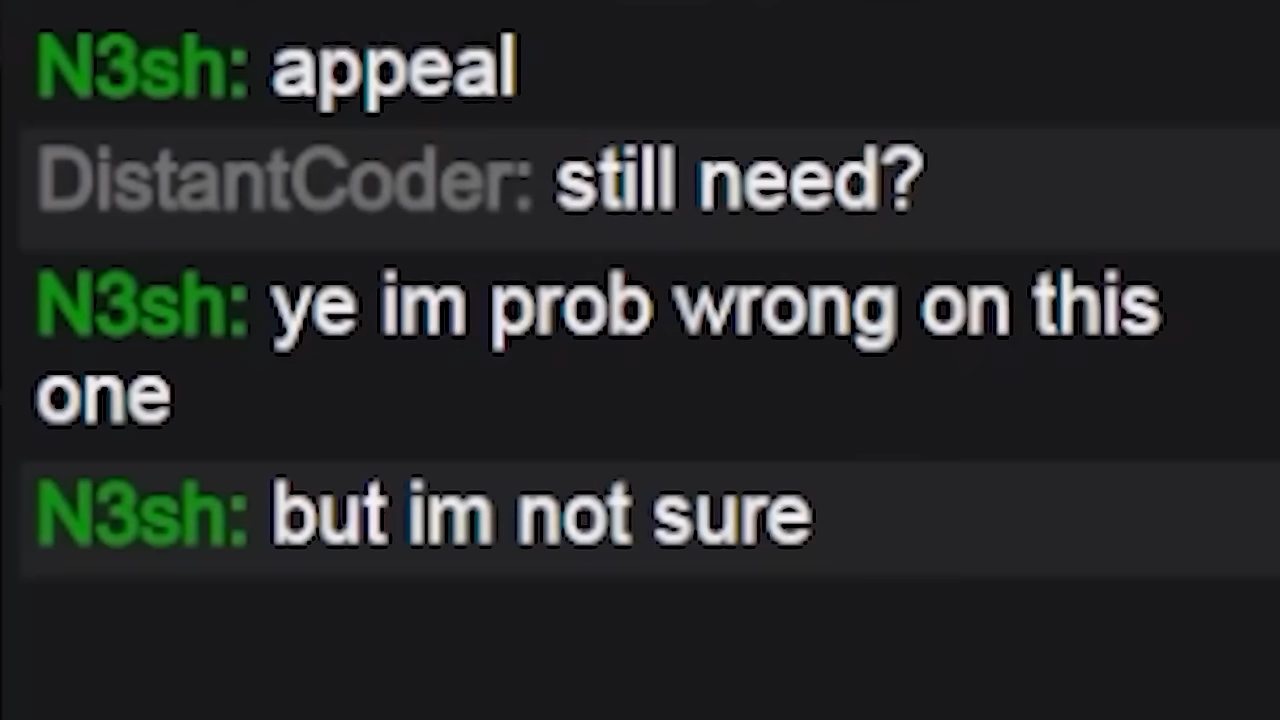 N3sh: appeal
DistantCoder: still need?
N3sh: ye im prob wrong on this
one
N3sh: but im not sure